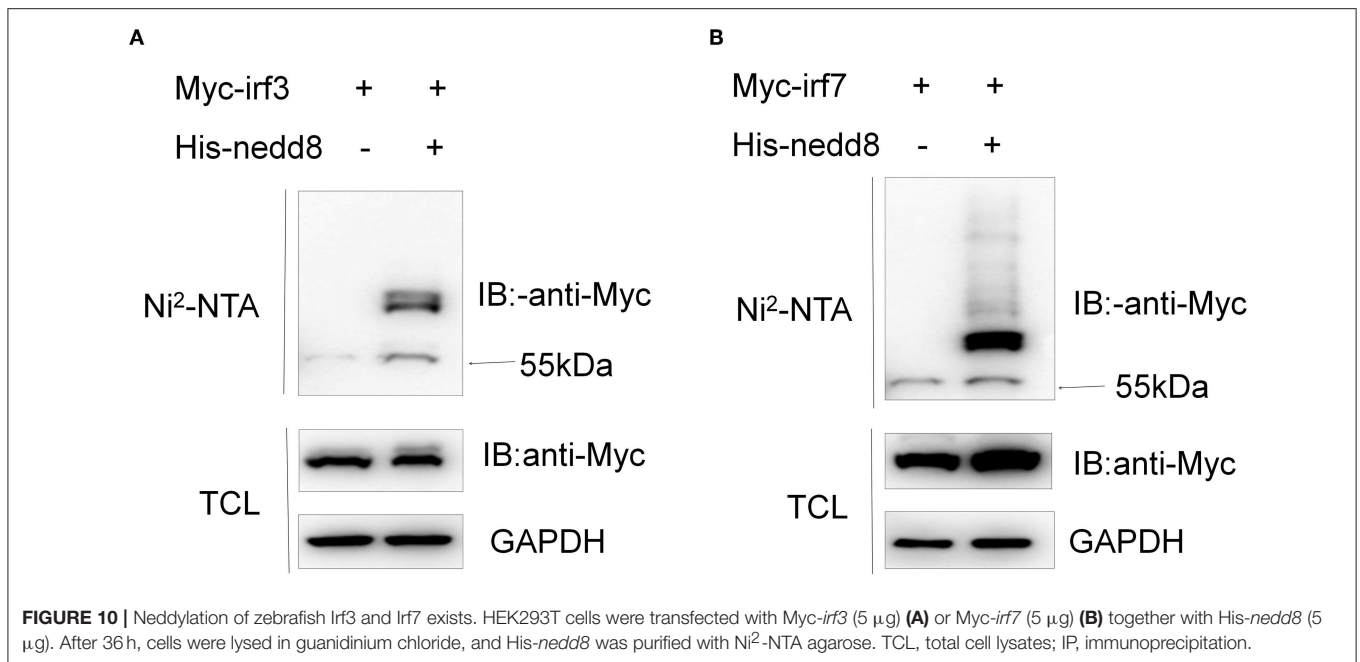 A
Myc-irf3 + +
His-nedd8 - +
Ni²-NTA
IB:-anti-Myc
55kDa
TCL
IB:anti-Myc
GAPDH
B
Myc-irf7 + +
His-nedd8 - +
Ni²-NTA
IB:-anti-Myc
55kDa
TCL
IB:anti-Myc
GAPDH
FIGURE 10 | Neddylation of zebrafish Irf3 and Irf7 exists. HEK293T cells were transfected with Myc-irf3 (5 μg) (A) or Myc-irf7 (5 μg) (B) together with His-nedd8 (5
μg). After 36 h, cells were lysed in guanidinium chloride, and His-nedd8 was purified with Ni²-NTA agarose. TCL, total cell lysates; IP, immunoprecipitation.